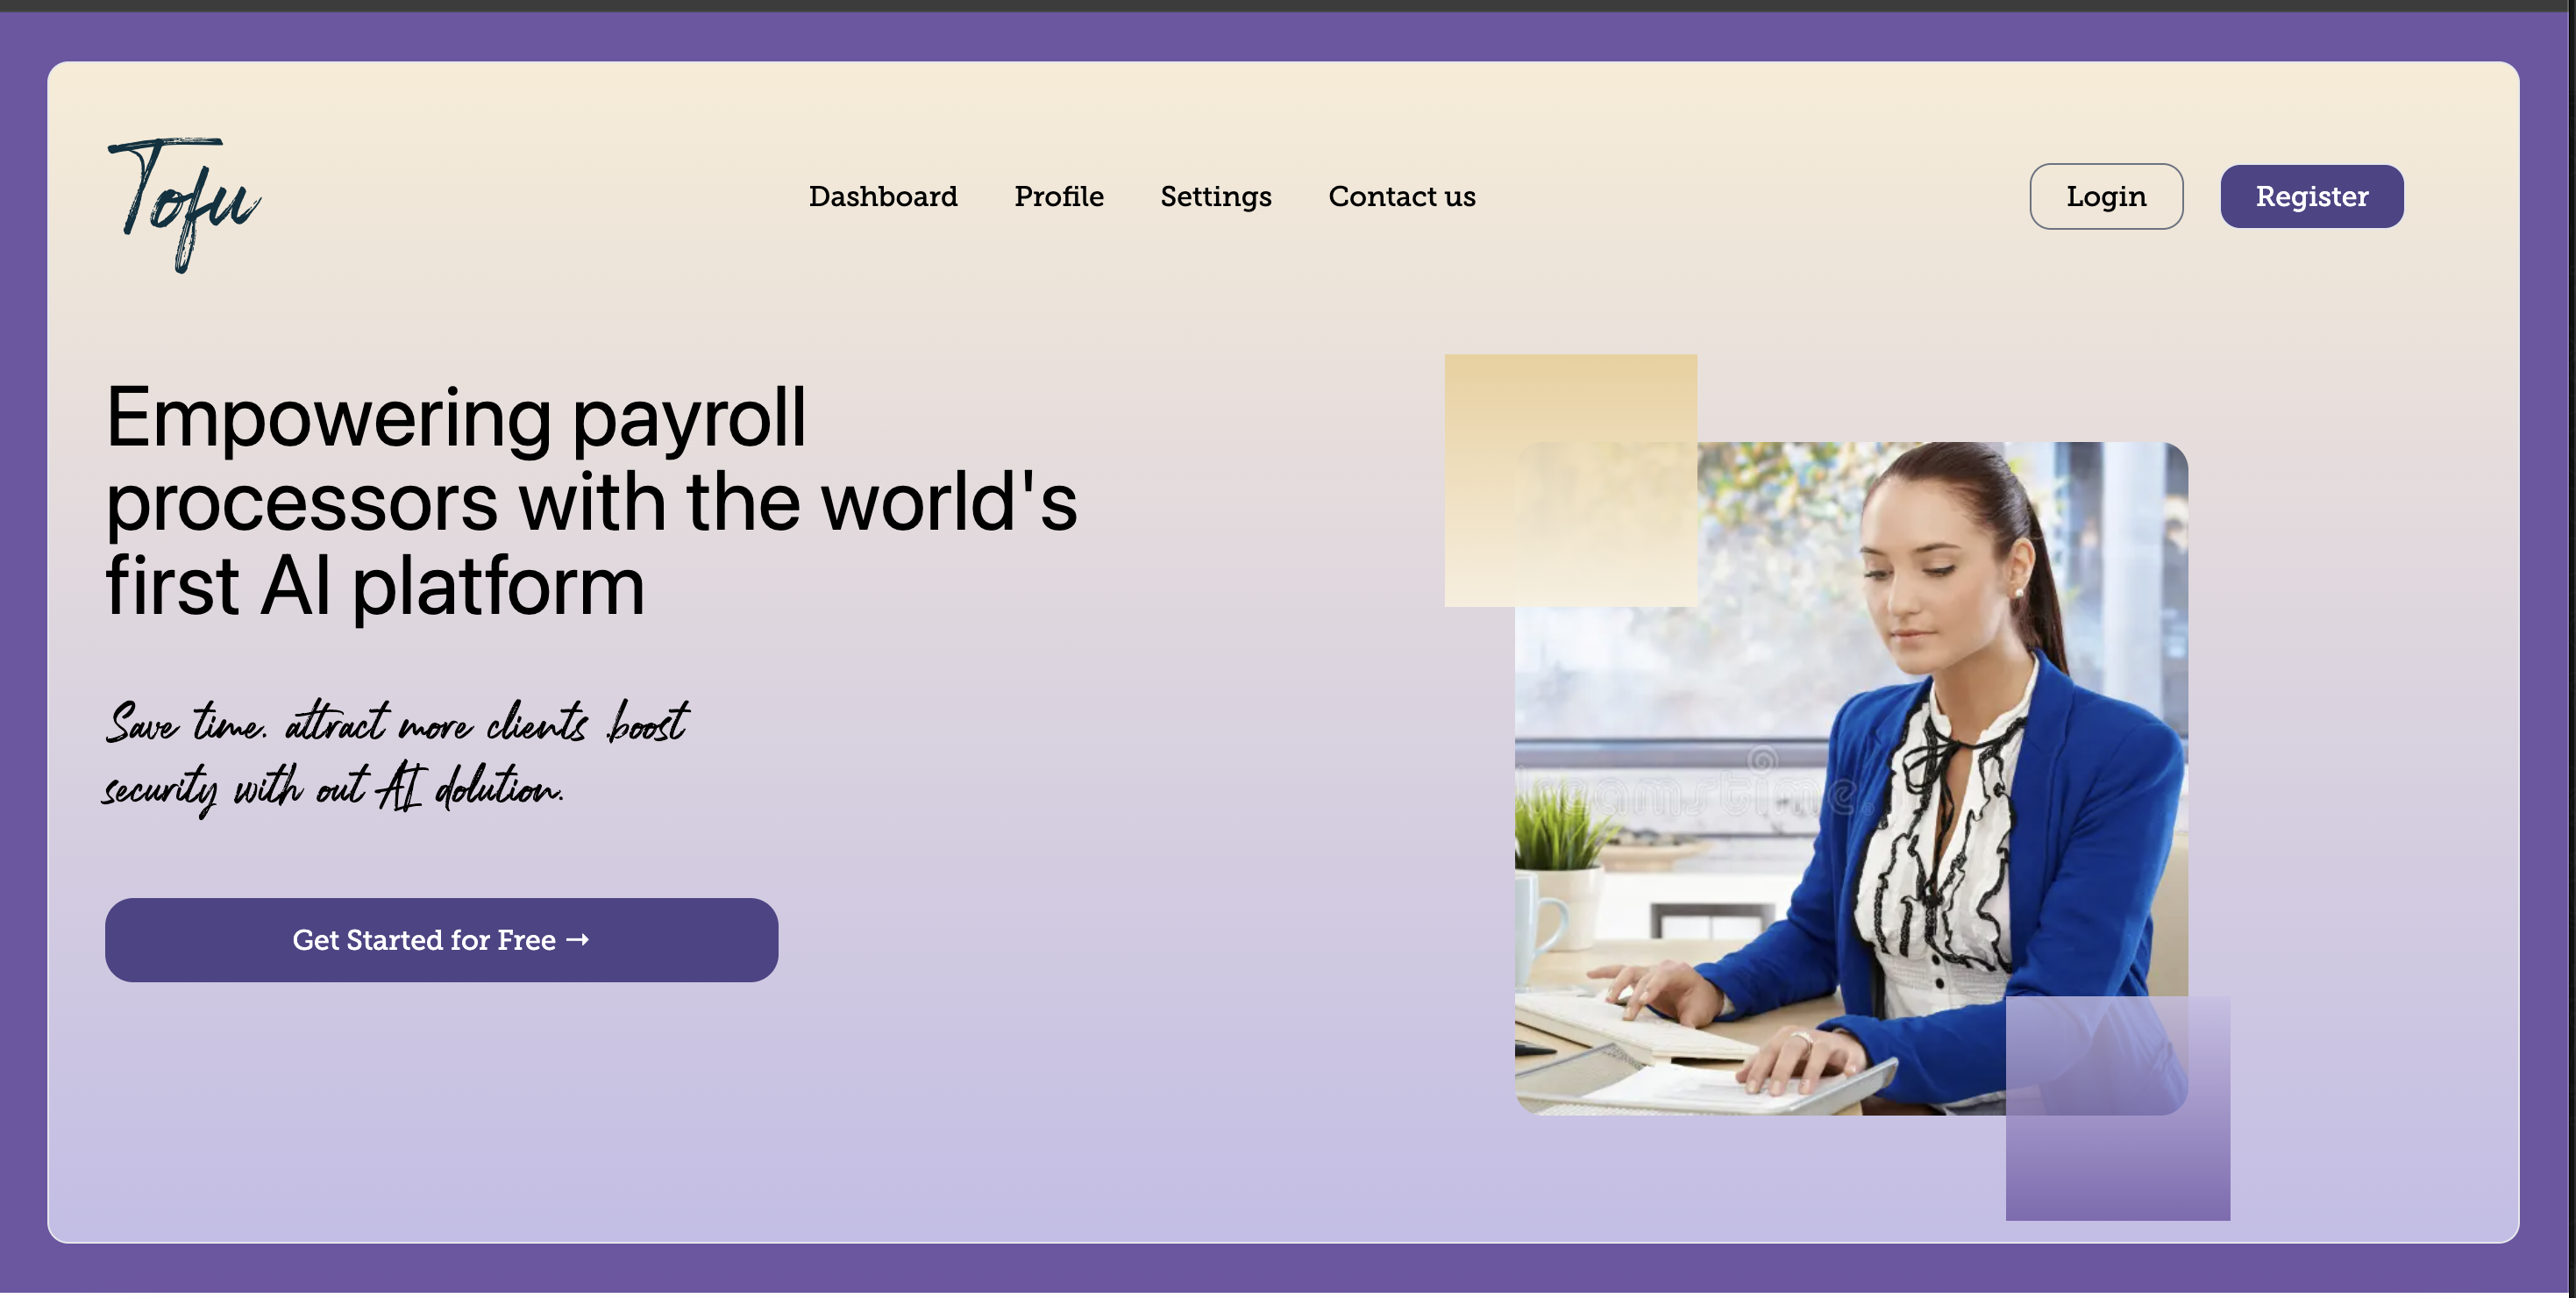 Tofu
Dashboard Profile Settings Contact us
Login Register
Empowering payroll
processors with the world's
first AI platform
Save time. attract more clients .boost
security with out AI dolution.
Get Started for Free →
dreamstime.